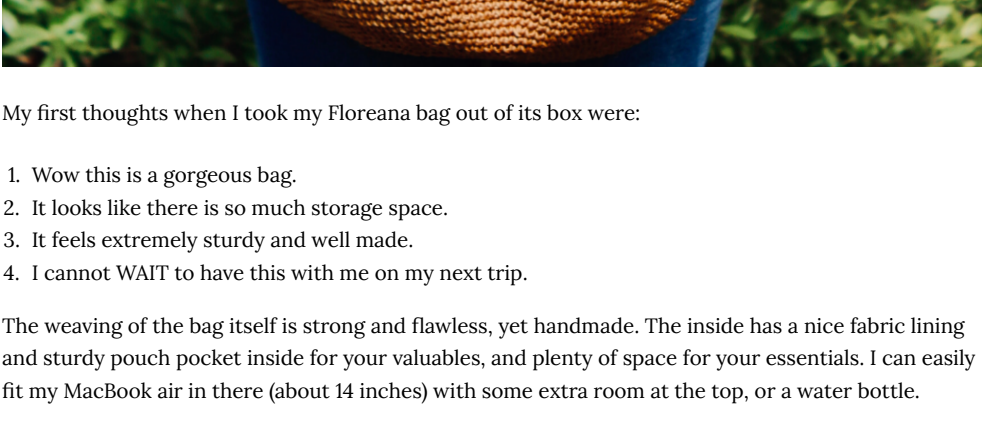 My first thoughts when I took my Floreana bag out of its box were:
1. Wow this is a gorgeous bag.
2. It looks like there is so much storage space.
3. It feels extremely sturdy and well made.
4. I cannot WAIT to have this with me on my next trip.
The weaving of the bag itself is strong and flawless, yet handmade. The inside has a nice fabric lining
and sturdy pouch pocket inside for your valuables, and plenty of space for your essentials. I can easily
fit my MacBook air in there (about 14 inches) with some extra room at the top, or a water bottle.